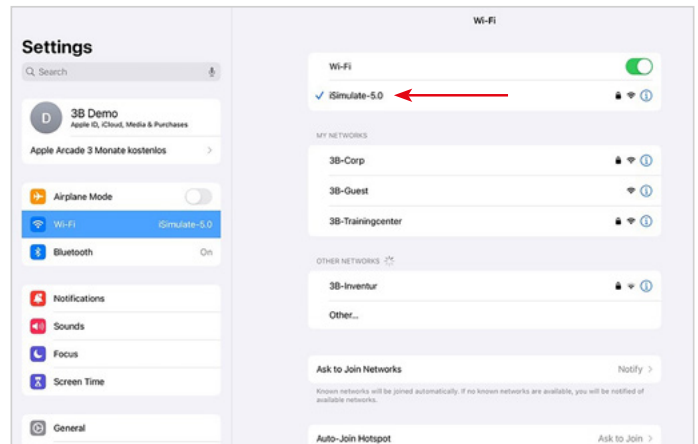 Settings
Search
D
3B Demo
Apple ID, iCloud, Media & Purchases
Apple Arcade 3 Monate kostenlos
Airplane Mode
Wi-Fi iSimulate-5.0
Bluetooth On
Notifications
Sounds
Focus
Screen Time
General
Wi-Fi
Wi-Fi
iSimulate-5.0
MY NETWORKS
3B-Corp
3B-Guest
3B-Trainingcenter
OTHER NETWORKS
3B-Inventur
Other...
Ask to Join Networks Notify
Known networks will be joined automatically. If no known networks are available, you will be notified of
available networks.
Auto-Join Hotspot Ask to Join